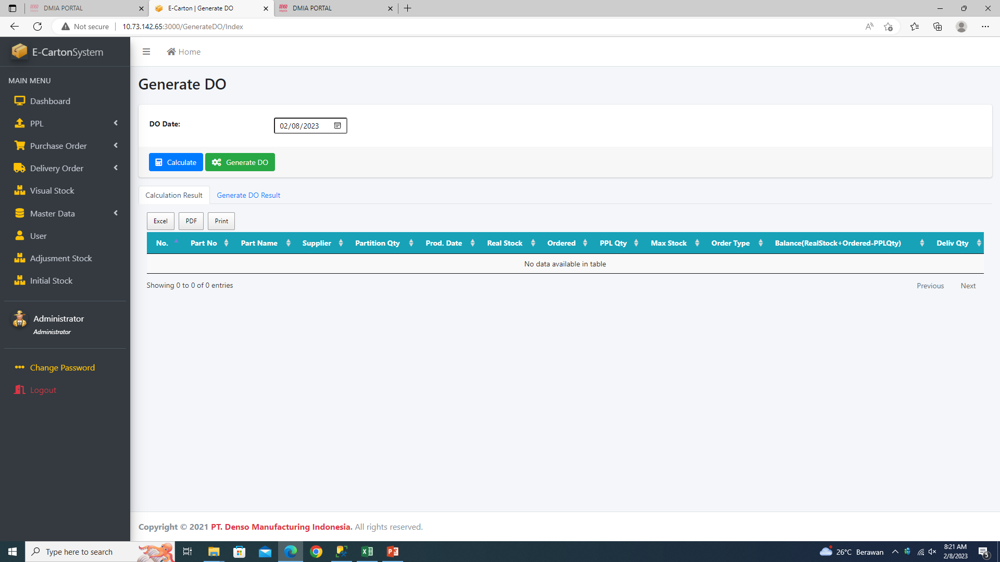 DMIA PORTAL
E-Carton | Generate DO
DMIA PORTAL
Not secure
10.73.142.65:3000/GenerateDO/Index
E-CartonSystem
Home
MAIN MENU
Dashboard
PPL
Purchase Order
Delivery Order
Visual Stock
Master Data
User
Adjusment Stock
Initial Stock
Administrator
Administrator
Change Password
Logout
Generate DO
DO Date:
02/08/2023
Calculate
Generate DO
Calculation Result
Generate DO Result
Excel
PDF
Print
No. Part No Part Name Supplier Partition Qty Prod. Date Real Stock Ordered PPL Qty Max Stock Order Type Balance(RealStock+Ordered-PPLQty) Deliv Qty
No data available in table
Showing 0 to 0 of 0 entries
Previous
Next
Copyright © 2021 PT. Denso Manufacturing Indonesia. All rights reserved.
Type here to search
26°C Berawan
8:21 AM
2/8/2023
5